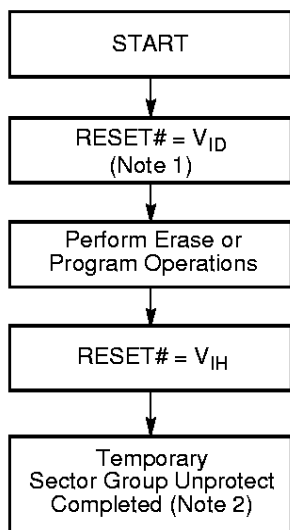 START
RESET# = VID
(Note 1)
Perform Erase or
Program Operations
RESET# = VIH
Temporary
Sector Group Unprotect
Completed (Note 2)